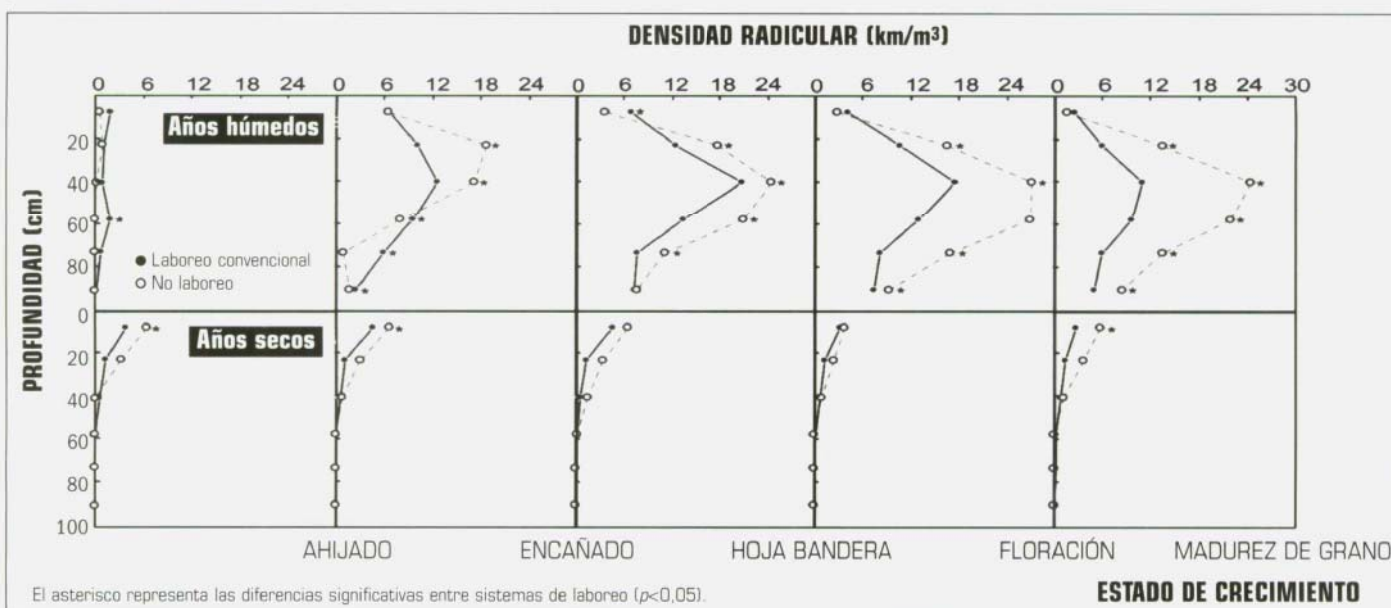 DENSIDAD RADICULAR (km/m³)
0 6 12 18 24 0 6 12 18 24 0 6 12 18 24 0 6 12 18 24 0 6 12 18 24 30
PROFUNDIDAD (cm)
Años húmedos
20
40
60
80
● Laboreo convencional
○ No laboreo
0
Años secos
20
40
60
80
100
AHIJADO ENCAÑADO HOJA BANDERA FLORACIÓN MADUREZ DE GRANO
El asterisco representa las diferencias significativas entre sistemas de laboreo (p<0,05).
ESTADO DE CRECIMIENTO